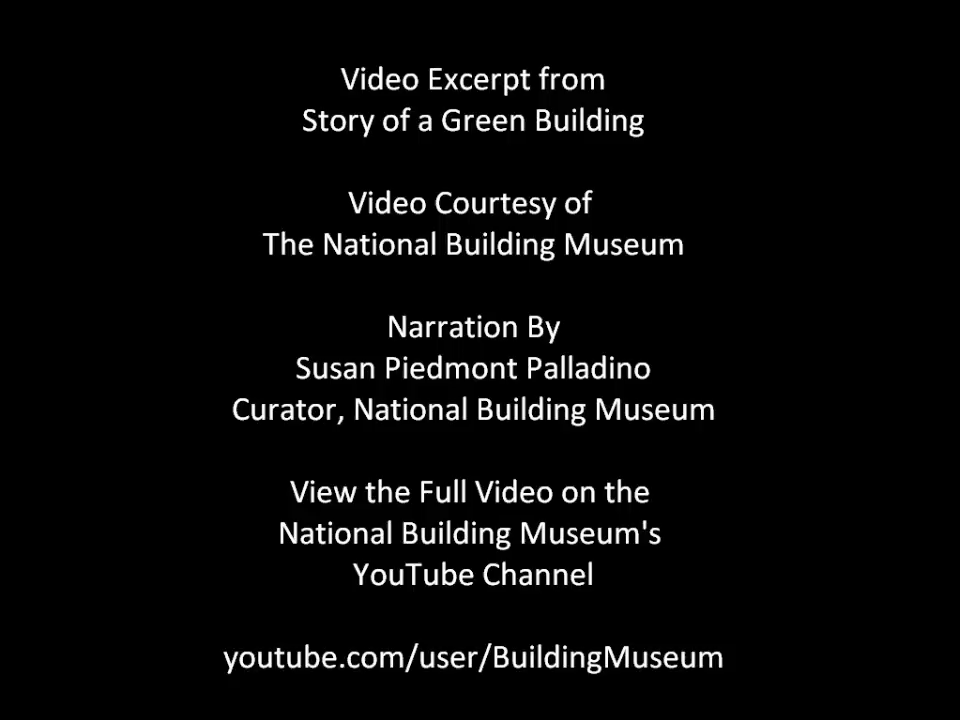 Video Excerpt from
Story of a Green Building
Video Courtesy of
The National Building Museum
Narration By
Susan Piedmont Palladino
Curator, National Building Museum
View the Full Video on the
National Building Museum's
YouTube Channel
youtube.com/user/BuildingMuseum